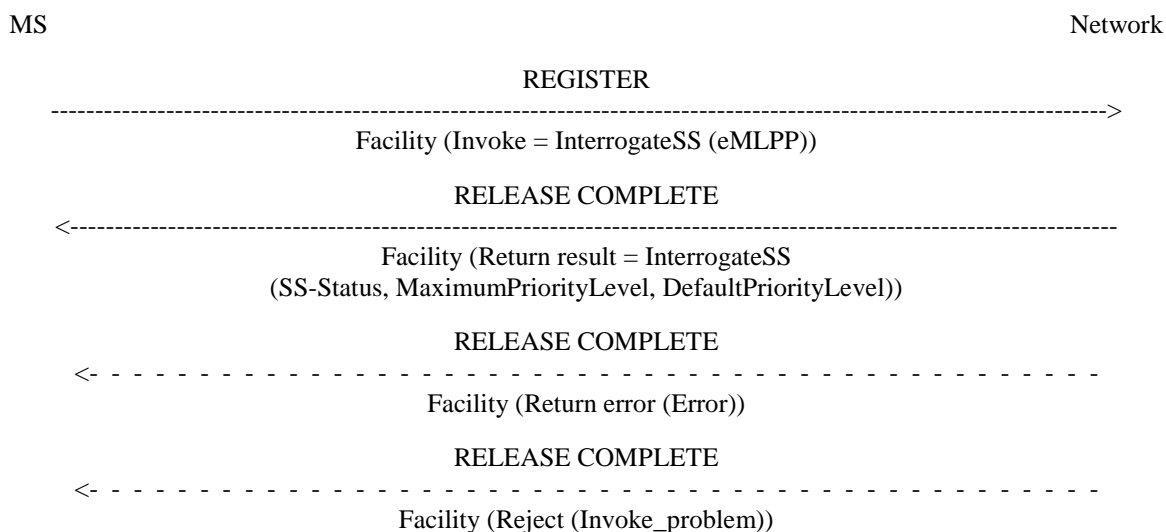 MS Network
REGISTER
Facility (Invoke = InterrogateSS (eMLPP))
RELEASE COMPLETE
Facility (Return result = InterrogateSS
(SS-Status, MaximumPriorityLevel, DefaultPriorityLevel))
RELEASE COMPLETE
Facility (Return error (Error))
RELEASE COMPLETE
Facility (Reject (Invoke_problem))